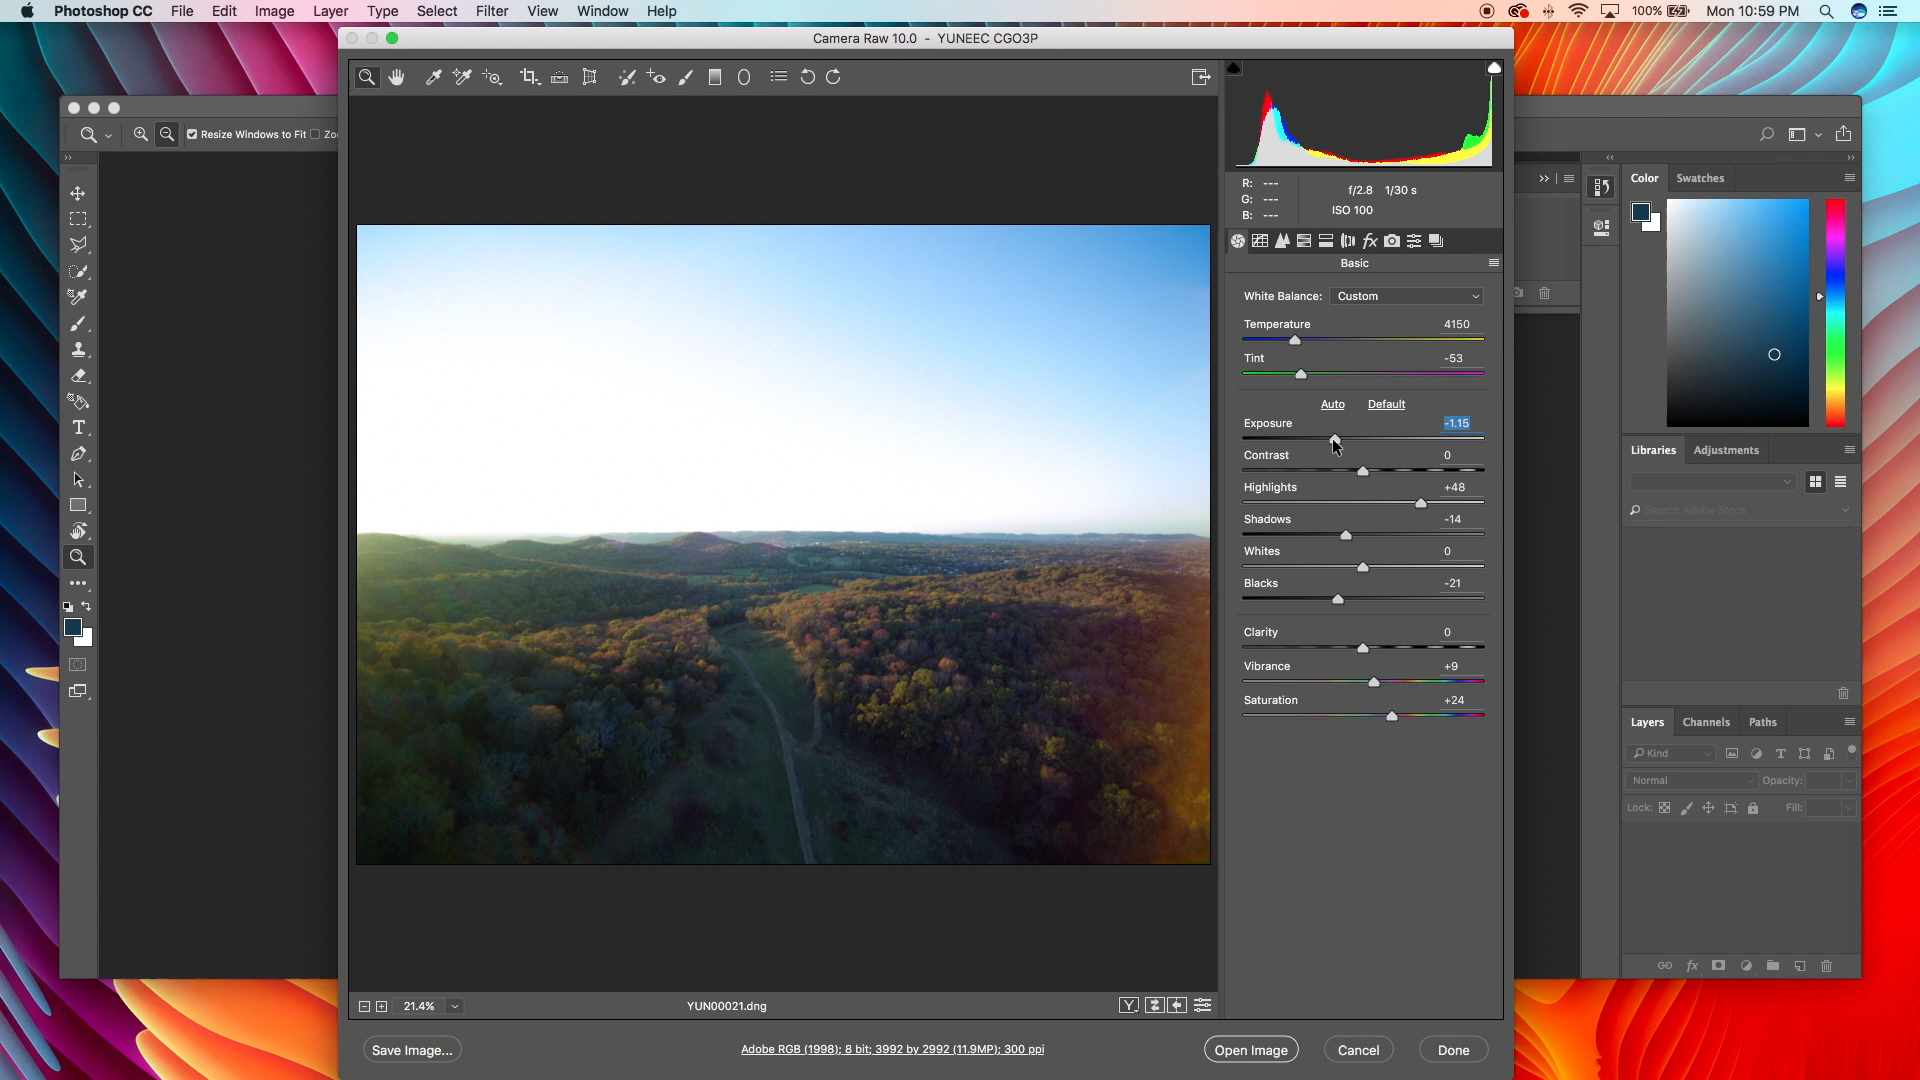 Photoshop CC File Edit Image Layer Type Select Filter View Window Help 100% Mon 10:59 PM
Camera Raw 10.0 - YUNEEC CGO3P
Resize Windows to Fit Zo
R: ---
G: ---
B: ---
f/2.8 1/30 s
ISO 100
Basic
White Balance: Custom
Temperature 4150
Tint -53
Auto Default
Exposure -1.15
Contrast 0
Highlights +48
Shadows -14
Whites 0
Blacks -21
Clarity 0
Vibrance +9
Saturation +24
Color Swatches
Libraries Adjustments
Search Adobe Stock
Layers Channels Paths
Kind
Normal Opacity:
Lock: Fill:
21.4% YUN00021.dng
Save Image... Adobe RGB (1998); 8 bit; 3992 by 2992 (11.9MP); 300 ppi Open Image Cancel Done